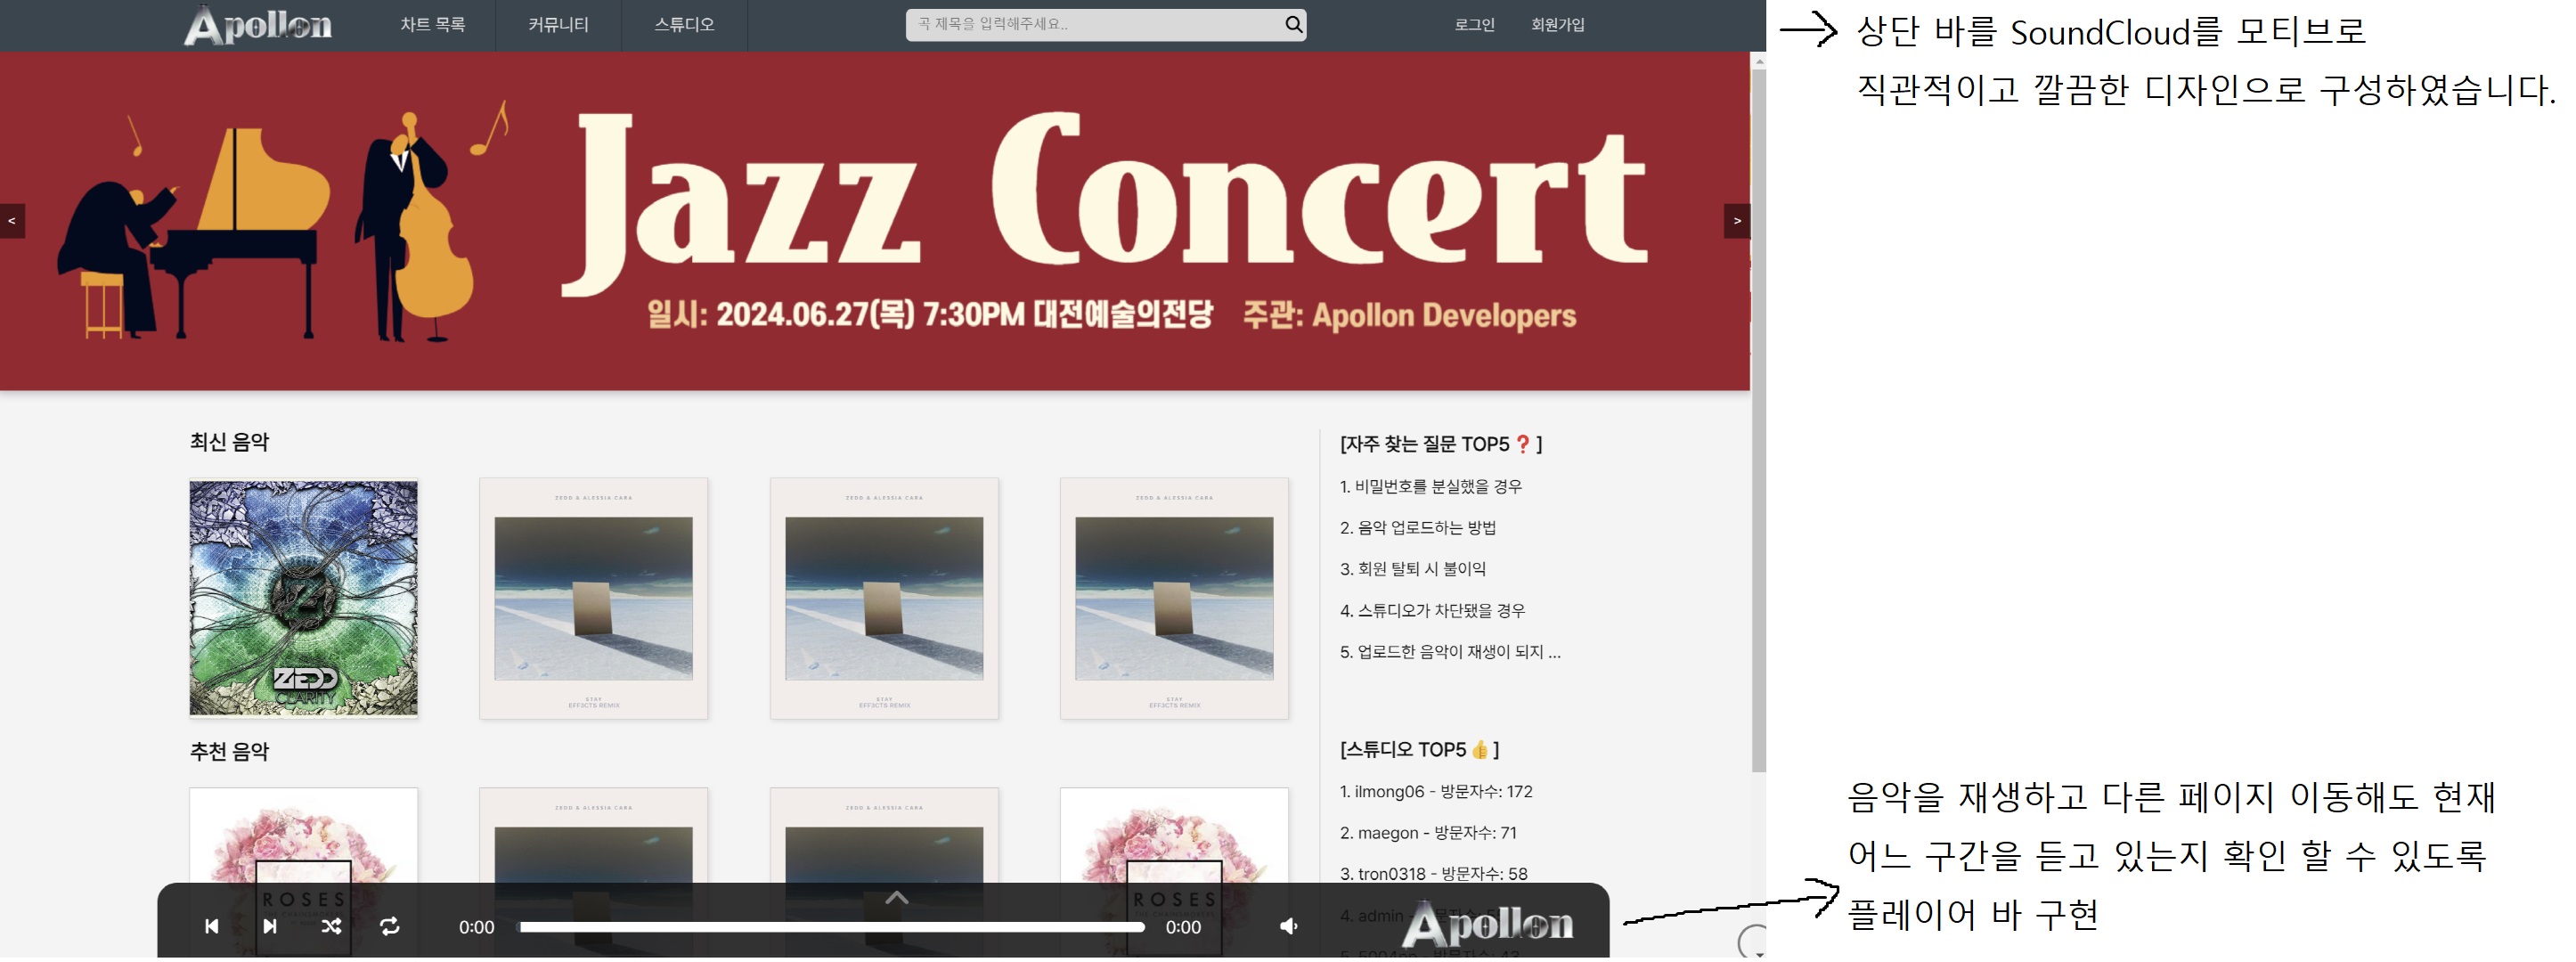 Apollon
차트 목록
커뮤니티
스튜디오
곡 제목을 입력해주세요..
로그인
회원가입
상단 바를 SoundCloud를 모티브로
직관적이고 깔끔한 디자인으로 구성하였습니다.
<
Jazz Concert
>
일시: 2024.06.27(목) 7:30PM 대전예술의전당 주관: Apollon Developers
최신 음악
ZEDD
CLARITY
ZEDD & ALESSIA CARA
STAY
EFF3CTS REMIX
ZEDD & ALESSIA CARA
STAY
EFF3CTS REMIX
ZEDD & ALESSIA CARA
STAY
EFF3CTS REMIX
[자주 찾는 질문 TOP5❓]
1. 비밀번호를 분실했을 경우
2. 음악 업로드하는 방법
3. 회원 탈퇴 시 불이익
4. 스튜디오가 차단됐을 경우
5. 업로드한 음악이 재생이 되지 ...
추천 음악
ROSES
ZEDD & ALESSIA CARA
ZEDD & ALESSIA CARA
ROSES
[스튜디오 TOP5👍]
1. ilmong06 - 방문자수: 172
2. maegon - 방문자수: 71
3. tron0318 - 방문자수: 58
4. admin -
0:00
0:00
Apollon
음악을 재생하고 다른 페이지 이동해도 현재
어느 구간을 듣고 있는지 확인 할 수 있도록
플레이어 바 구현